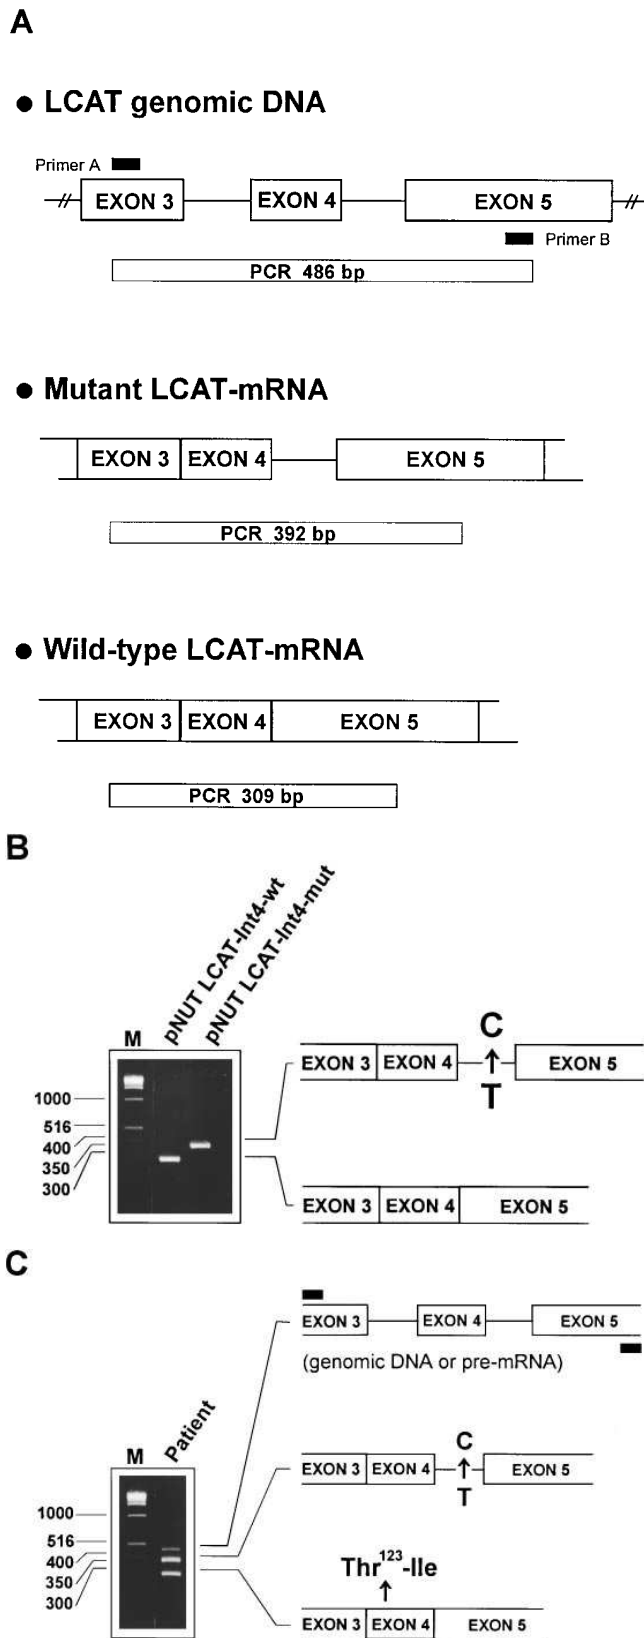 A
● LCAT genomic DNA
Primer A
EXON 3 EXON 4 EXON 5
Primer B
PCR 486 bp
● Mutant LCAT-mRNA
EXON 3 EXON 4 EXON 5
PCR 392 bp
● Wild-type LCAT-mRNA
EXON 3 EXON 4 EXON 5
PCR 309 bp
B
pNUT LCAT-Int4-wt
pNUT LCAT-Int4-mut
M
1000
516
400
350
300
C
EXON 3 EXON 4 EXON 5
T
EXON 3 EXON 4 EXON 5
C
EXON 3 EXON 4 EXON 5
(genomic DNA or pre-mRNA)
M
Patient
1000
516
400
350
300
C
EXON 3 EXON 4 EXON 5
T
Thr¹²³-Ile
EXON 3 EXON 4 EXON 5